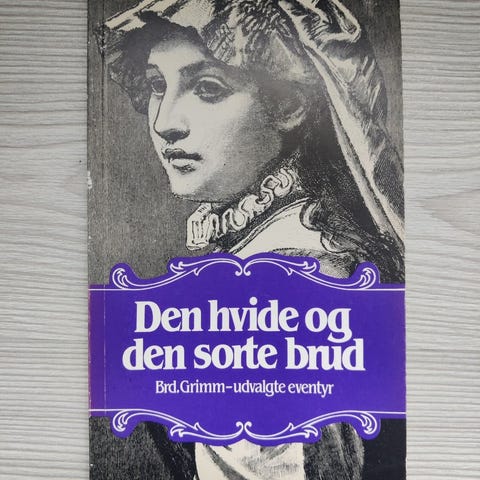 Den hvide og
den sorte brud
Brd.Grimm-udvalgte eventyr